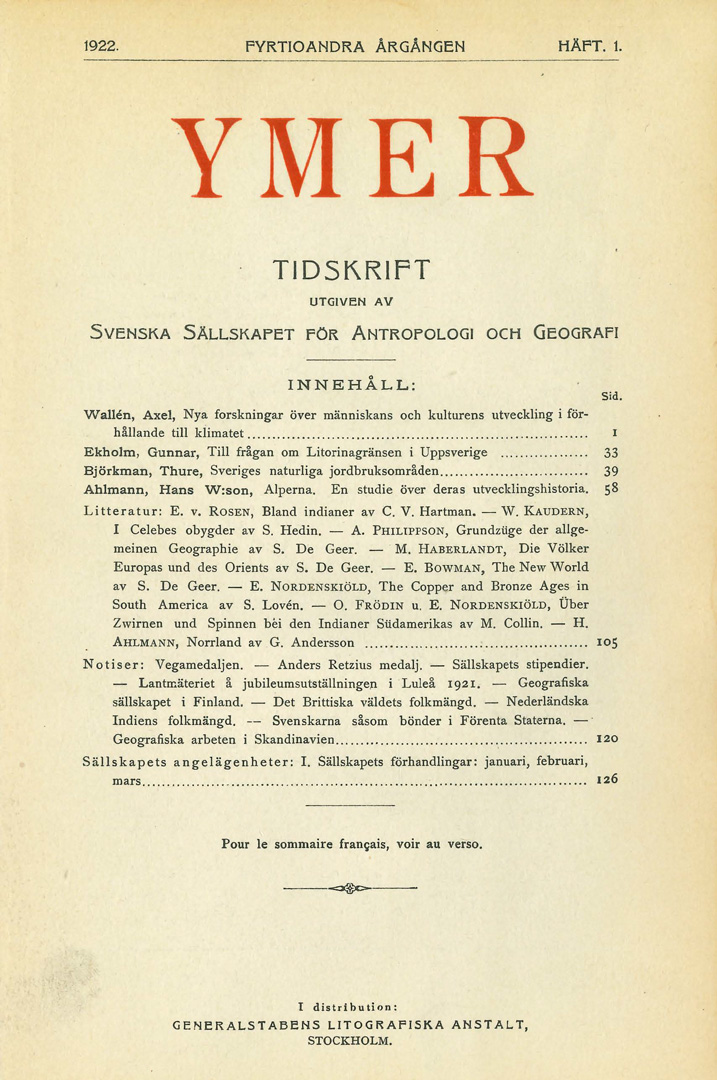 1922. FYRTIOANDRA ÅRGÅNGEN HÄFT. 1.
YMER
TIDSKRIFT
UTGIVEN AV
SVENSKA SÄLLSKAPET FÖR ANTROPOLOGI OCH GEOGRAFI
INNEHÅLL:
Sid.
Wallén, Axel, Nya forskningar över människans och kulturens utveckling i för-
hållande till klimatet 1
Ekholm, Gunnar, Till frågan om Litorinagränsen i Uppsverige 33
Björkman, Thure, Sveriges naturliga jordbruksområden 39
Ahlmann, Hans W:son, Alperna. En studie över deras utvecklingshistoria. 58
Litteratur: E. v. ROSEN, Bland indianer av C. V. Hartman. — W. KAUDERN,
I Celebes obygder av S. Hedin. — A. PHILIPPSON, Grundzüge der allge-
meinen Geographie av S. De Geer. — M. HABERLANDT, Die Völker
Europas und des Orients av S. De Geer. — E. BOWMAN, The New World
av S. De Geer. — E. NORDENSKIÖLD, The Copper and Bronze Ages in
South America av S. Lovén. — O. FRÖDIN u. E. NORDENSKIÖLD, Über
Zwirnen und Spinnen bei den Indianer Südamerikas av M. Collin. — H.
AHLMANN, Norrland av G. Andersson 105
Notiser: Vegamedaljen. — Anders Retzius medalj. — Sällskapets stipendier.
— Lantmäteriet å jubileumsutställningen i Luleå 1921. — Geografiska
sällskapet i Finland. — Det Brittiska väldets folkmängd. — Nederländska
Indiens folkmängd. — Svenskarna såsom bönder i Förenta Staterna. —
Geografiska arbeten i Skandinavien 120
Sällskapets angelägenheter: I. Sällskapets förhandlingar: januari, februari,
mars 126
Pour le sommaire français, voir au verso.
I distribution:
GENERALSTABENS LITOGRAFISKA ANSTALT,
STOCKHOLM.